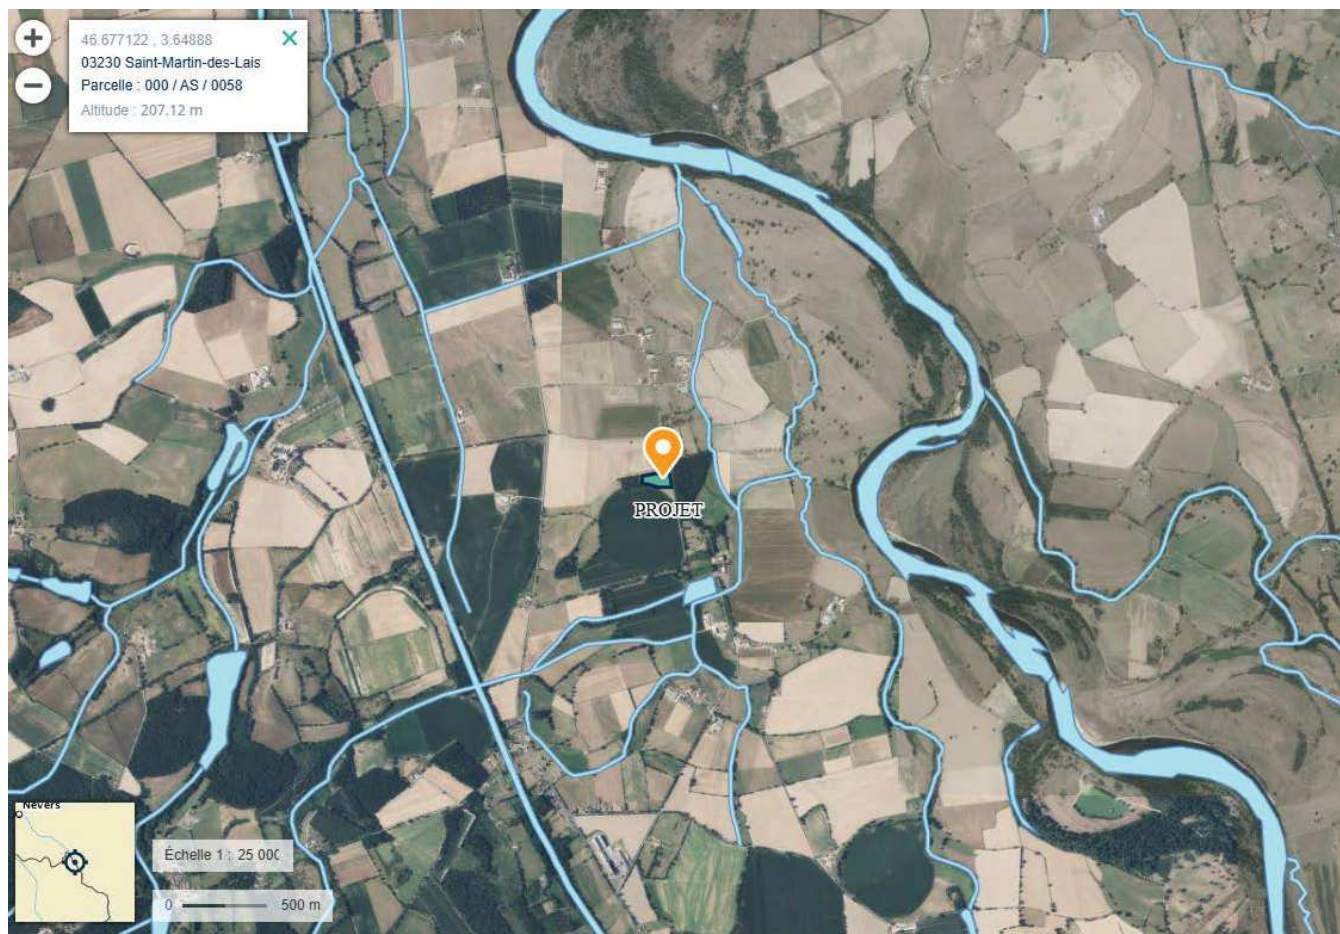 46.677122 , 3.64888
03230 Saint-Martin-des-Lais
Parcelle : 000 / AS / 0058
Altitude : 207.12 m
PROJET
Nevers
Échelle 1 : 25 000
0 500 m